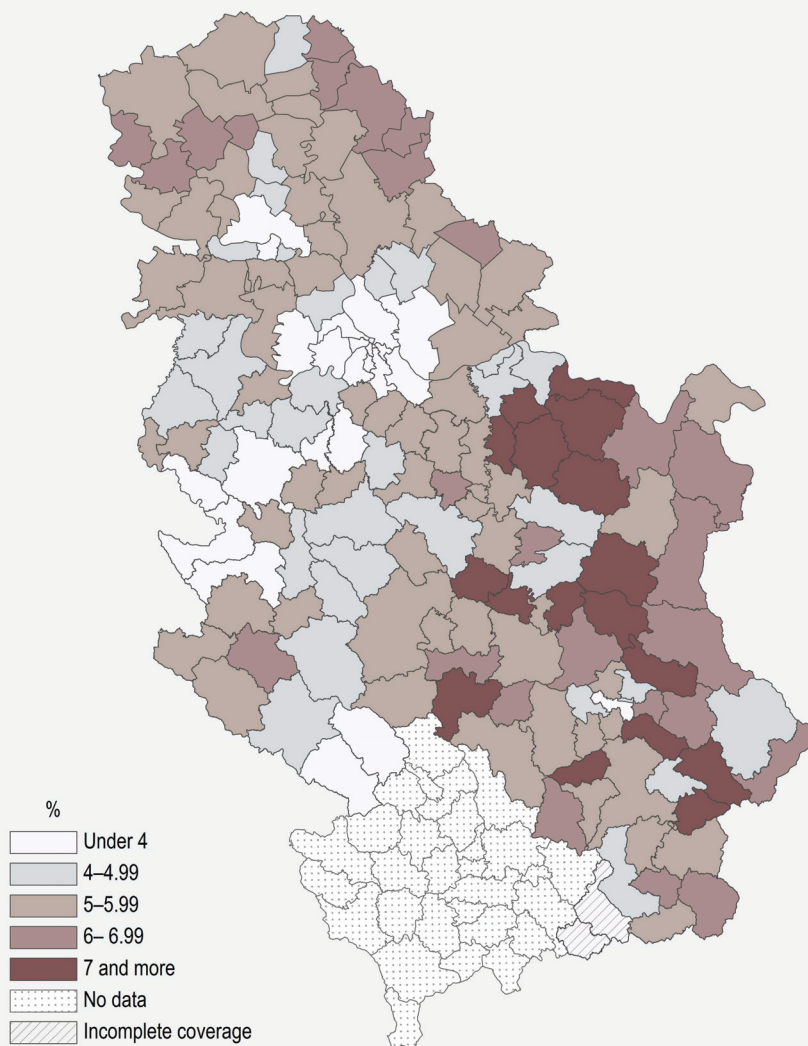 %
Under 4
4–4.99
5–5.99
6– 6.99
7 and more
No data
Incomplete coverage